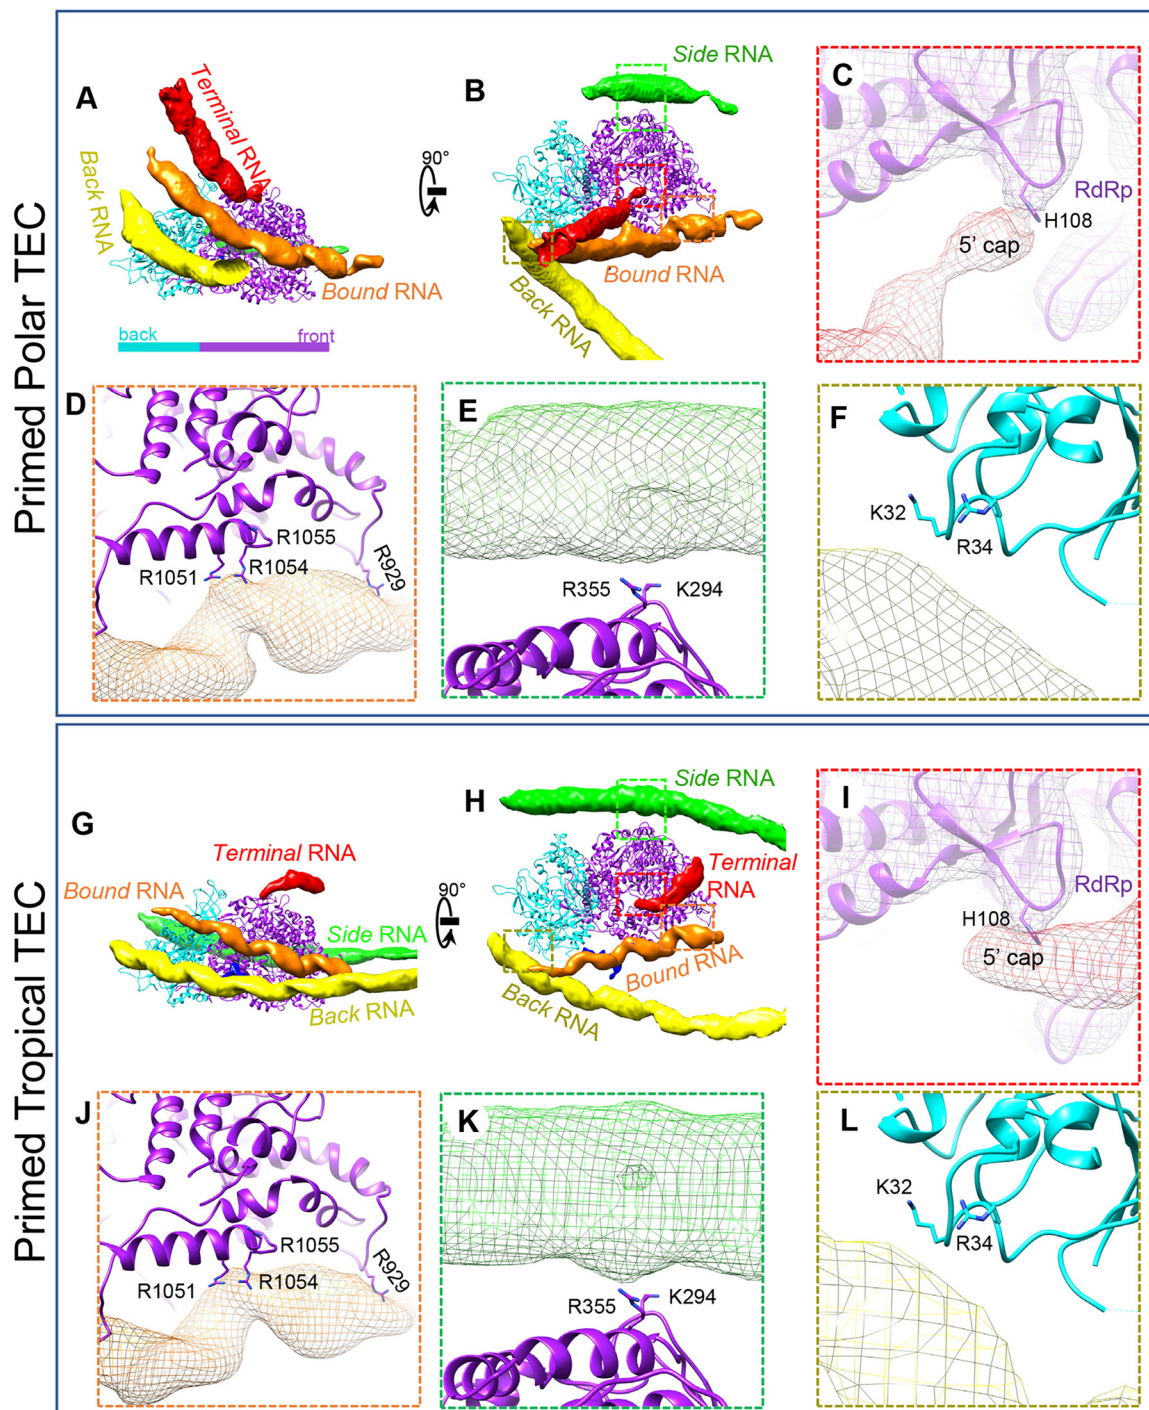 Primed Polar TEC
A
Terminal RNA
Back RNA
Bound RNA
back
front
90°
B
Side RNA
Bound RNA
Back RNA
C
RdRp
H108
5’ cap
D
R1055
R1051
R1054
R929
E
R355
K294
F
K32
R34
Primed Tropical TEC
G
Terminal RNA
Bound RNA
Side RNA
Back RNA
90°
H
Side RNA
Terminal
RNA
Bound RNA
Back RNA
I
RdRp
H108
5’ cap
J
R1055
R1051
R1054
R929
K
R355
K294
L
K32
R34